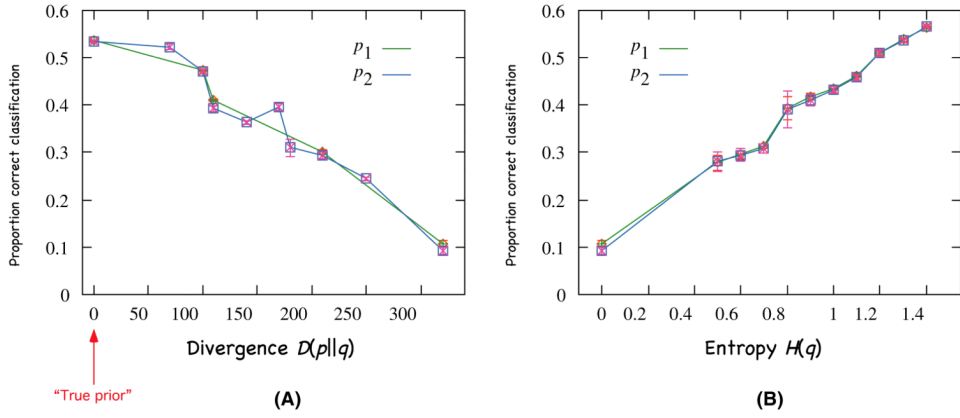 0.6
0.5
0.4
0.3
0.2
0.1
0
Proportion correct classification
p1
p2
0 50 100 150 200 250 300
Divergence D(p||q)
"True prior"
(A)
0.6
0.5
0.4
0.3
0.2
0.1
0
Proportion correct classification
p1
p2
0 0.2 0.4 0.6 0.8 1 1.2 1.4
Entropy H(q)
(B)